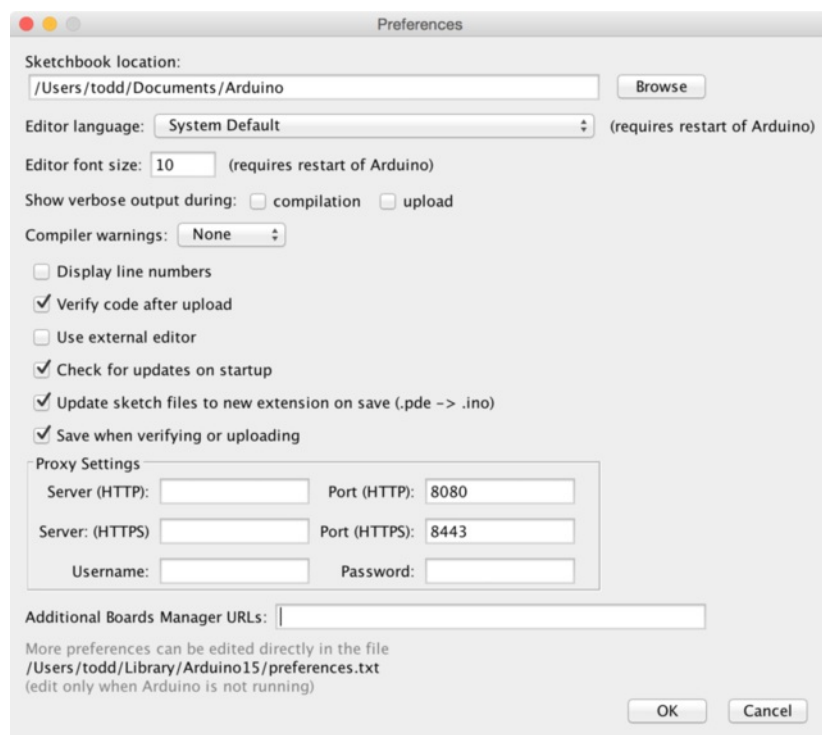 Preferences
Sketchbook location:
/Users/todd/Documents/Arduino Browse
Editor language: System Default (requires restart of Arduino)
Editor font size: 10 (requires restart of Arduino)
Show verbose output during: compilation upload
Compiler warnings: None
Display line numbers
Verify code after upload
Use external editor
Check for updates on startup
Update sketch files to new extension on save (.pde -> .ino)
Save when verifying or uploading
Proxy Settings
Server (HTTP): Port (HTTP): 8080
Server: (HTTPS) Port (HTTPS): 8443
Username: Password:
Additional Boards Manager URLs:
More preferences can be edited directly in the file
/Users/todd/Library/Arduino15/preferences.txt
(edit only when Arduino is not running)
OK Cancel